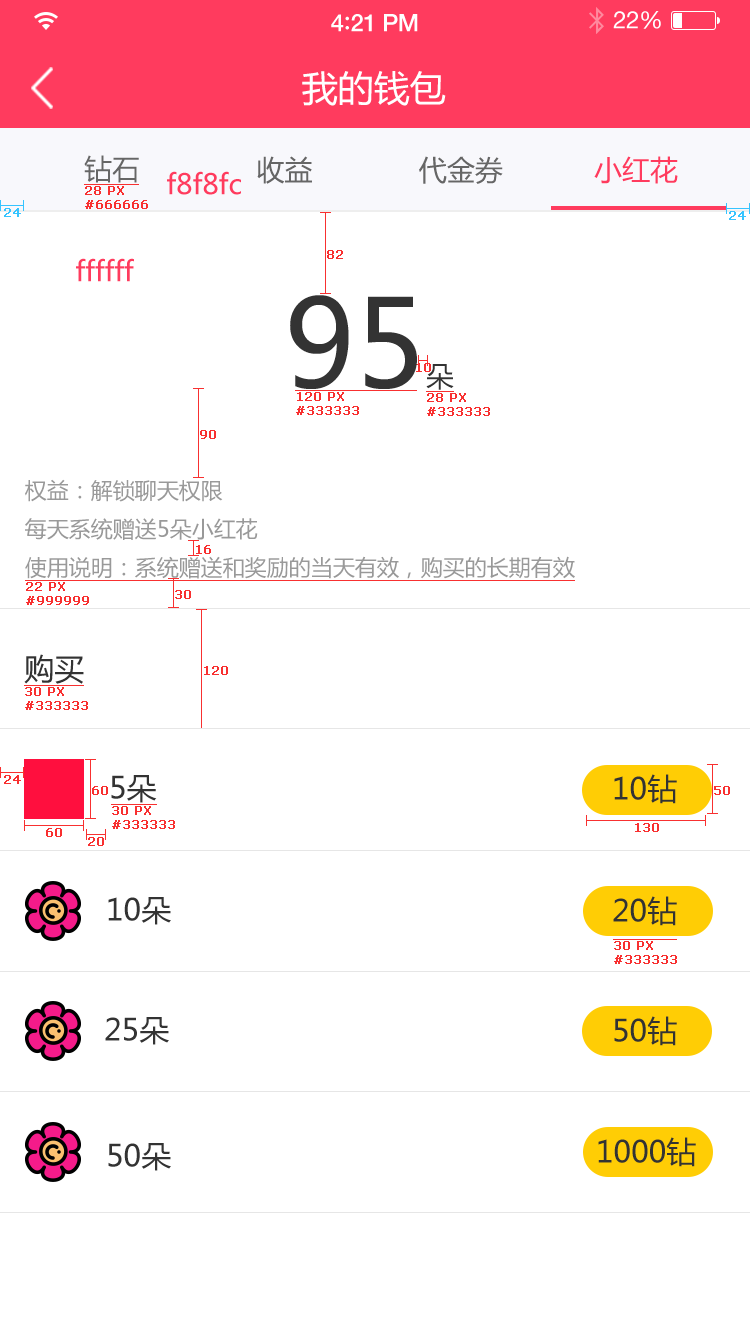 4:21 PM
22%
我的钱包
钻石
收益
代金券
小红花
28 PX
#666666
f8f8fc
24
24
82
ffffff
95
10
朵
120 PX
#333333
28 PX
#333333
90
权益：解锁聊天权限
每天系统赠送5朵小红花
16
使用说明：系统赠送和奖励的当天有效，购买的长期有效
22 PX
#999999
30
购买
30 PX
#333333
120
24
60
5朵
10钻
50
30 PX
#333333
60
20
130
10朵
20钻
30 PX
#333333
25朵
50钻
50朵
1000钻